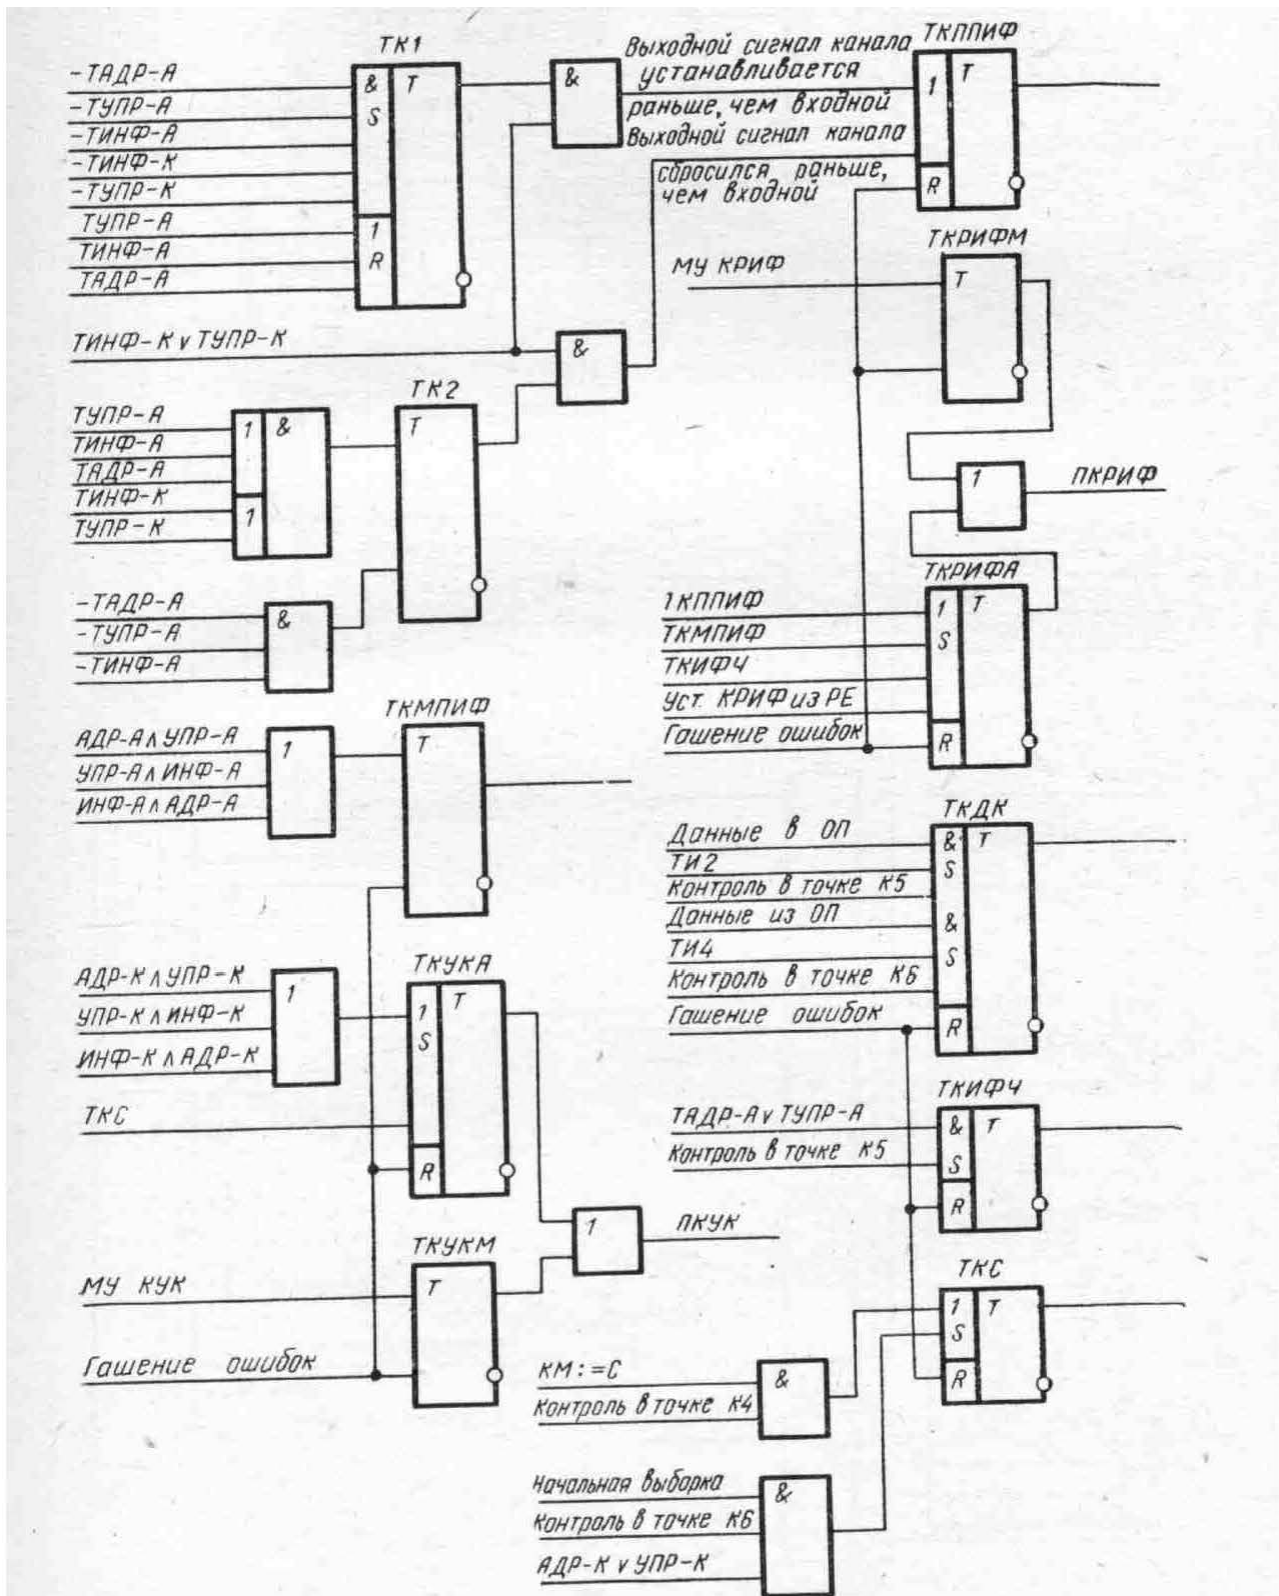 ТК1
-ТАДР-А
-ТУПР-А
-ТИНФ-А
-ТИНФ-К
-ТУПР-К
ТУПР-А
ТИНФ-А
ТАДР-А
&
S
1
R
T
&
Выходной сигнал канала
устанавливается
раньше, чем входной
Выходной сигнал канала
сбросился раньше,
чем входной
ТКППИФ
1
T
R
ТКРИФМ
МУ КРИФ
T
ТИНФ-К v ТУПР-К
&
ТК2
ТУПР-А
ТИНФ-А
ТАДР-А
ТИНФ-К
ТУПР-К
1
&
1
T
-ТАДР-А
-ТУПР-А
-ТИНФ-А
&
1
ПКРИФ
ТКРИФА
1КППИФ
ТКМПИФ
ТКИФЧ
Уст. КРИФ из РЕ
Гашение ошибок
1
T
S
R
ТКМПИФ
АДР-А ∧ УПР-А
УПР-А ∧ ИНФ-А
ИНФ-А ∧ АДР-А
1
T
ТКДК
Данные в ОП
ТИ2
Контроль в точке К5
Данные из ОП
ТИ4
Контроль в точке К6
Гашение ошибок
&
T
S
&
S
R
ТКУКА
АДР-К ∧ УПР-К
УПР-К ∧ ИНФ-К
ИНФ-К ∧ АДР-К
ТКС
1
1
T
S
R
ТКИФЧ
ТАДР-А v ТУПР-А
Контроль в точке К5
&
T
S
R
ТКУКМ
МУ КУК
Гашение ошибок
T
1
ПКУК
ТКС
1
T
S
R
КМ:=С
Контроль в точке К4
&
Начальная выборка
Контроль в точке К6
АДР-К v УПР-К
&